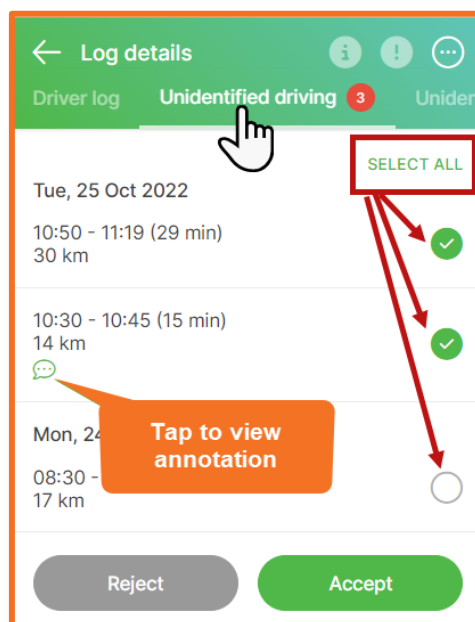 Log details
Driver log Unidentified driving 3 Uniden
SELECT ALL
Tue, 25 Oct 2022
10:50 - 11:19 (29 min)
30 km
10:30 - 10:45 (15 min)
14 km
Tap to view
annotation
Mon, 24
08:30 -
17 km
Reject Accept